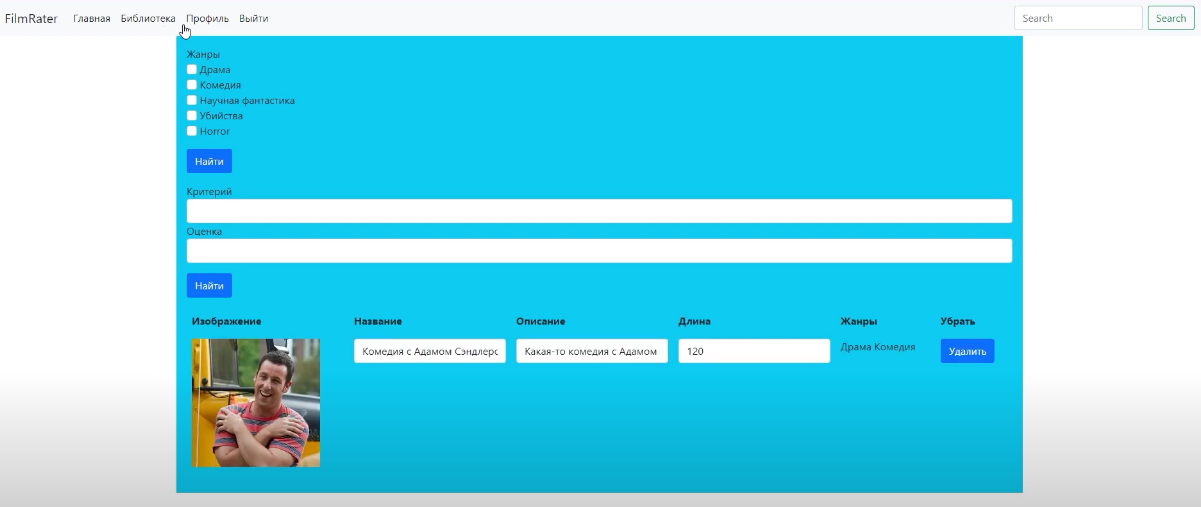 FilmRater Главная Библиотека Профиль Выйти Search Search
Жанры
Драма
Комедия
Научная фантастика
Убийства
Horror
Найти
Критерий
Оценка
Найти
Изображение Название Описание Длина Жанры Убрать
Комедия с Адамом Сэндлерс Какая-то комедия с Адамом 120 Драма Комедия Удалить